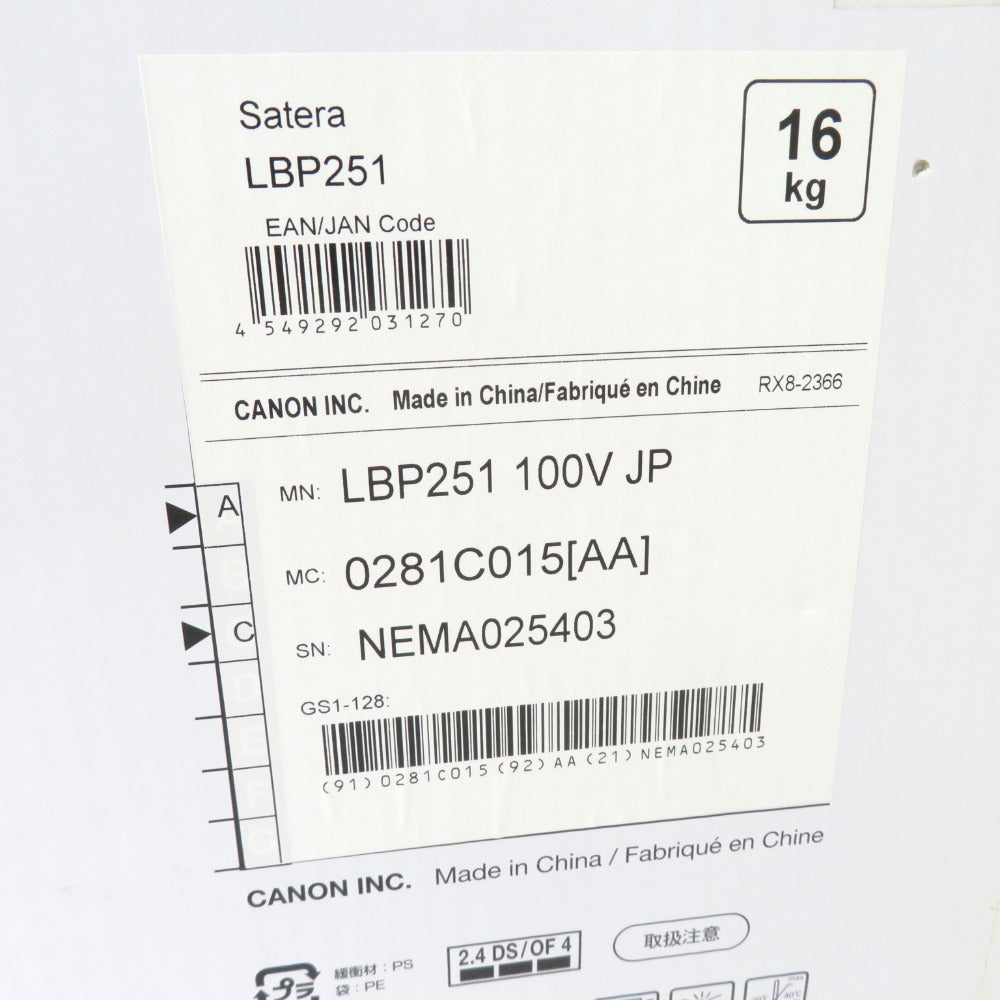 Satera
LBP251
16
kg
EAN/JAN Code
4 549292 031270
CANON INC. Made in China/Fabriqué en Chine RX8-2366
MN: LBP251 100V JP
A
B
MC: 0281C015[AA]
C
SN: NEMA025403
D
GS1-128:
E
(91) 0281C015 (92) AA (21) NEMA025403
F
G
CANON INC. Made in China / Fabriqué en Chine
2.4 DS/OF 4
取扱注意
プラ
緩衝材：PS
袋：PE